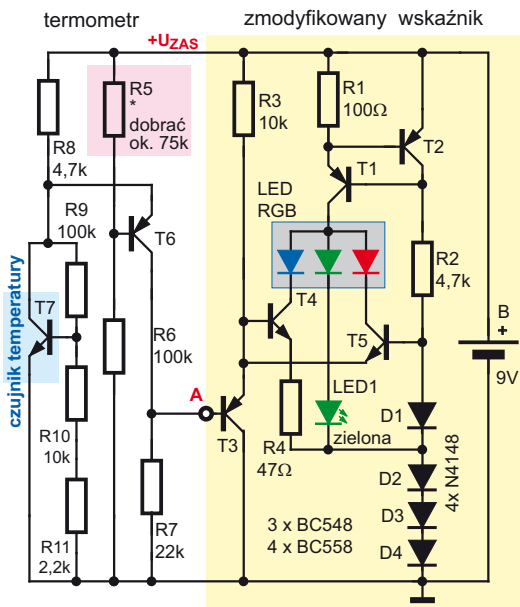 termometr
zmodyfikowany wskaźnik
+UZAS
R5
*
dobrać
ok. 75k
R8
4,7k
R9
100k
T6
czujnik temperatury
T7
R10
10k
R11
2,2k
R6
100k
A
R7
22k
T3
R3
10k
R1
100Ω
T2
T1
LED
RGB
T4
T5
R2
4,7k
R4
47Ω
LED1
zielona
D1
D2
D3
D4
4x N4148
3 x BC548
4 x BC558
B
9V